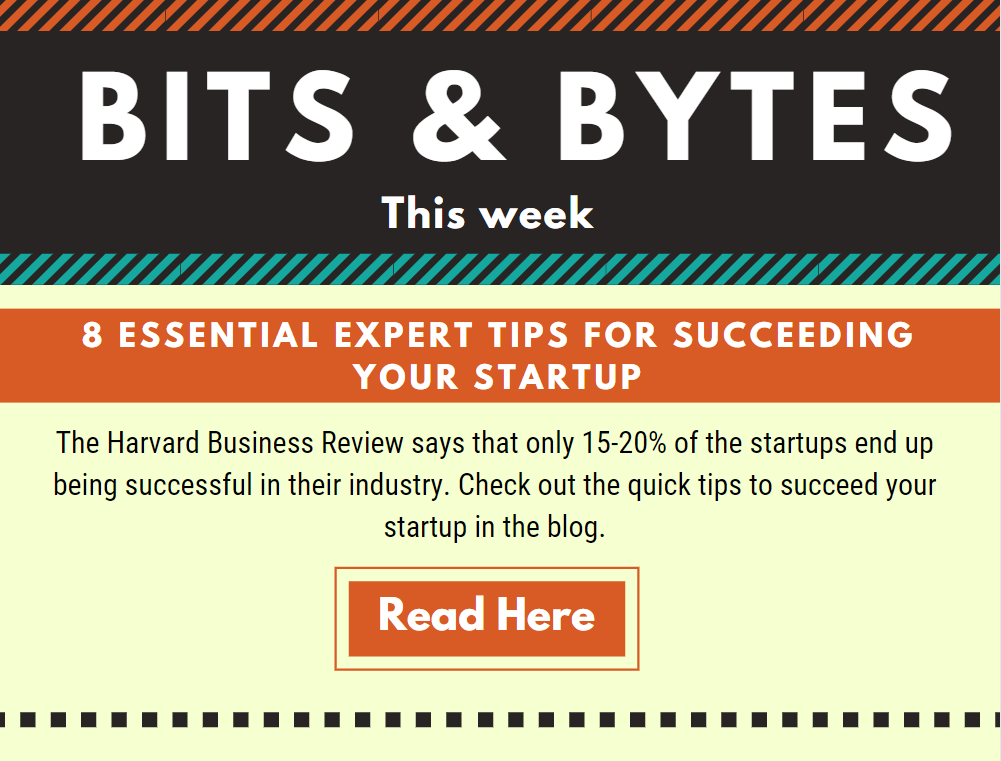 BITS & BYTES
This week
8 ESSENTIAL EXPERT TIPS FOR SUCCEEDING
YOUR STARTUP
The Harvard Business Review says that only 15-20% of the startups end up
being successful in their industry. Check out the quick tips to succeed your
startup in the blog.
Read Here